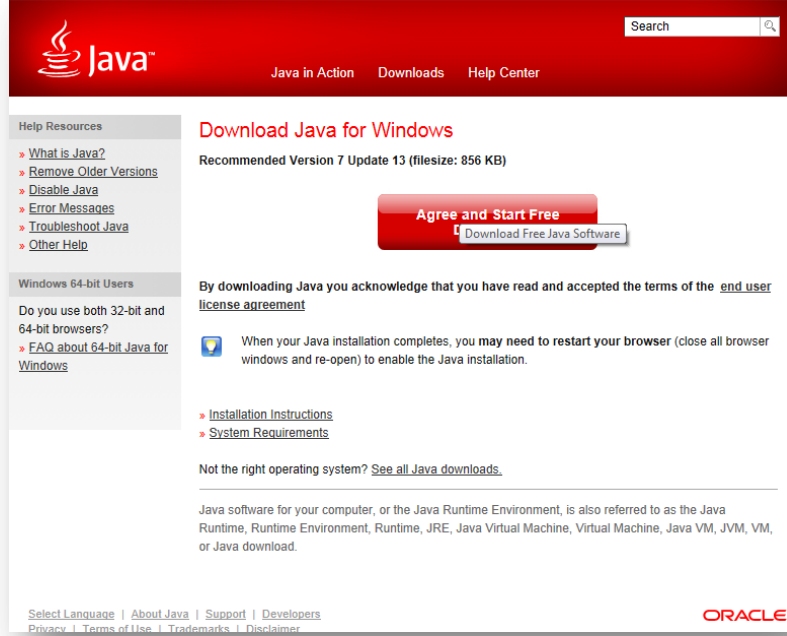 Search
Java™
Java in Action Downloads Help Center
Help Resources
» What is Java?
» Remove Older Versions
» Disable Java
» Error Messages
» Troubleshoot Java
» Other Help
Windows 64-bit Users
Do you use both 32-bit and
64-bit browsers?
» FAQ about 64-bit Java for
Windows
Download Java for Windows
Recommended Version 7 Update 13 (filesize: 856 KB)
Agree and Start Free
Download Free Java Software
By downloading Java you acknowledge that you have read and accepted the terms of the end user
license agreement
When your Java installation completes, you may need to restart your browser (close all browser
windows and re-open) to enable the Java installation.
» Installation Instructions
» System Requirements
Not the right operating system? See all Java downloads.
Java software for your computer, or the Java Runtime Environment, is also referred to as the Java
Runtime, Runtime Environment, Runtime, JRE, Java Virtual Machine, Virtual Machine, Java VM, JVM, VM,
or Java download.
Select Language | About Java | Support | Developers
Privacy | Terms of Use | Trademarks | Disclaimer
ORACLE